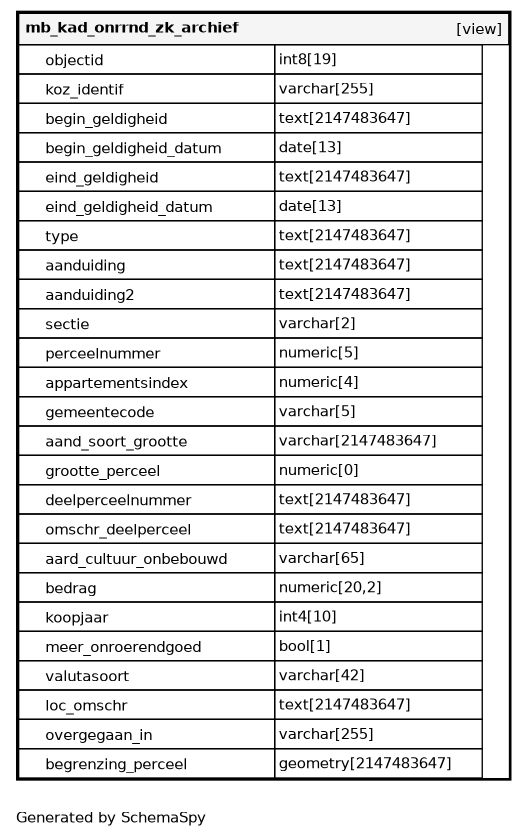 mb_kad_onrrnd_zk_archief [view]
objectid int8[19]
koz_identif varchar[255]
begin_geldigheid text[2147483647]
begin_geldigheid_datum date[13]
eind_geldigheid text[2147483647]
eind_geldigheid_datum date[13]
type text[2147483647]
aanduiding text[2147483647]
aanduiding2 text[2147483647]
sectie varchar[2]
perceelnummer numeric[5]
appartementsindex numeric[4]
gemeentecode varchar[5]
aand_soort_grootte varchar[2147483647]
grootte_perceel numeric[0]
deelperceelnummer text[2147483647]
omschr_deelperceel text[2147483647]
aard_cultuur_onbebouwd varchar[65]
bedrag numeric[20,2]
koopjaar int4[10]
meer_onroerendgoed bool[1]
valutasoort varchar[42]
loc_omschr text[2147483647]
overgegaan_in varchar[255]
begrenzing_perceel geometry[2147483647]
Generated by SchemaSpy